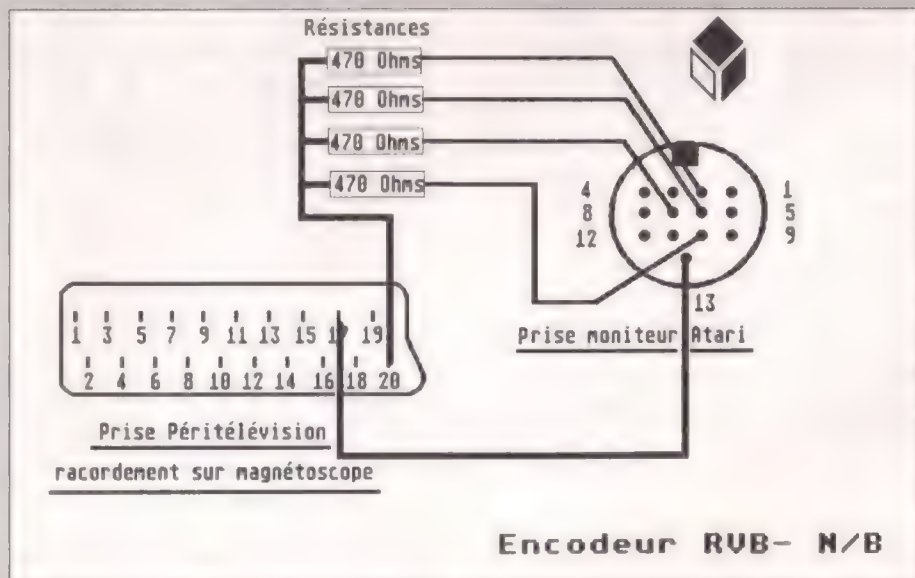 Résistances
470 Ohms
470 Ohms
470 Ohms
470 Ohms
4 1
8 5
12 9
13
Prise moniteur Atari
1 3 5 7 9 11 13 15 17 19
2 4 6 8 10 12 14 16 18 20
Prise Péritélévision
racordement sur magnétoscope
Encodeur RVB- N/B